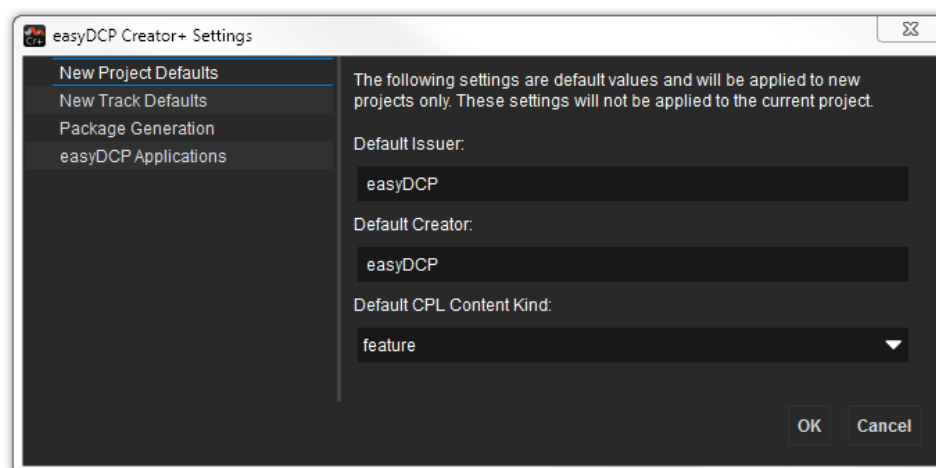 easyDCP Creator+ Settings
New Project Defaults
New Track Defaults
Package Generation
easyDCP Applications
The following settings are default values and will be applied to new
projects only. These settings will not be applied to the current project.
Default Issuer:
easyDCP
Default Creator:
easyDCP
Default CPL Content Kind:
feature
OK
Cancel